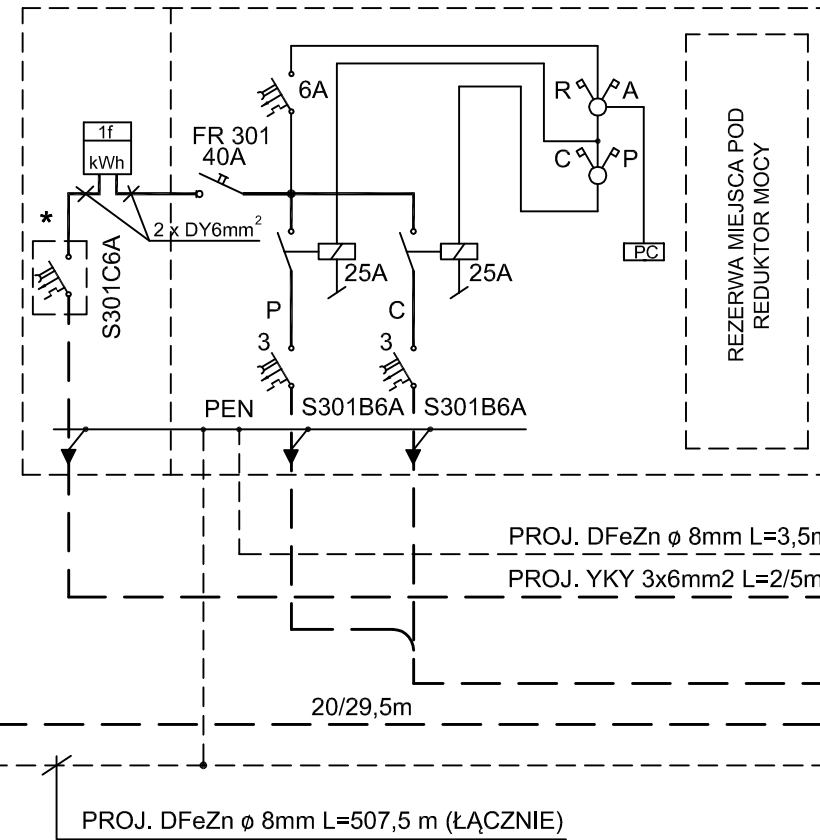 6A
R A
1f
kWh
FR 301
40A
C P
*
2 x DY6mm²
S301C6A
25A
25A
PC
REZERWA MIEJSCA POD
REDUKTOR MOCY
P
C
3
3
PEN
S301B6A
S301B6A
PROJ. DFeZn ø 8mm L=3,5m
PROJ. YKY 3x6mm2 L=2/5m
20/29,5m
PROJ. DFeZn ø 8mm L=507,5 m (ŁĄCZNIE)